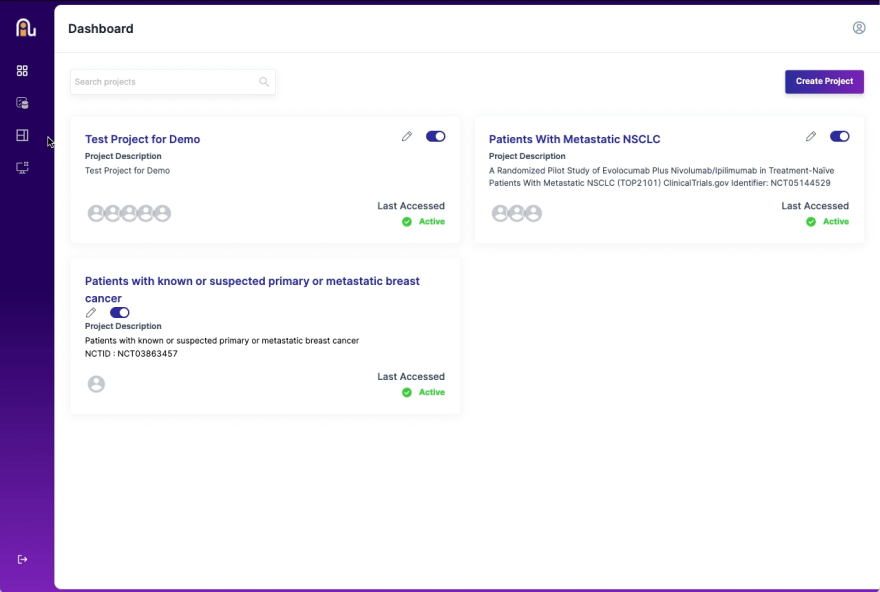 Dashboard
Search projects
Create Project
Test Project for Demo
Project Description
Test Project for Demo
Last Accessed
Active
Patients With Metastatic NSCLC
Project Description
A Randomized Pilot Study of Evolocumab Plus Nivolumab/Ipilimumab in Treatment-Naïve
Patients With Metastatic NSCLC (TOP2101) ClinicalTrials.gov Identifier: NCT05144529
Last Accessed
Active
Patients with known or suspected primary or metastatic breast
cancer
Project Description
Patients with known or suspected primary or metastatic breast cancer
NCTID : NCT03863457
Last Accessed
Active